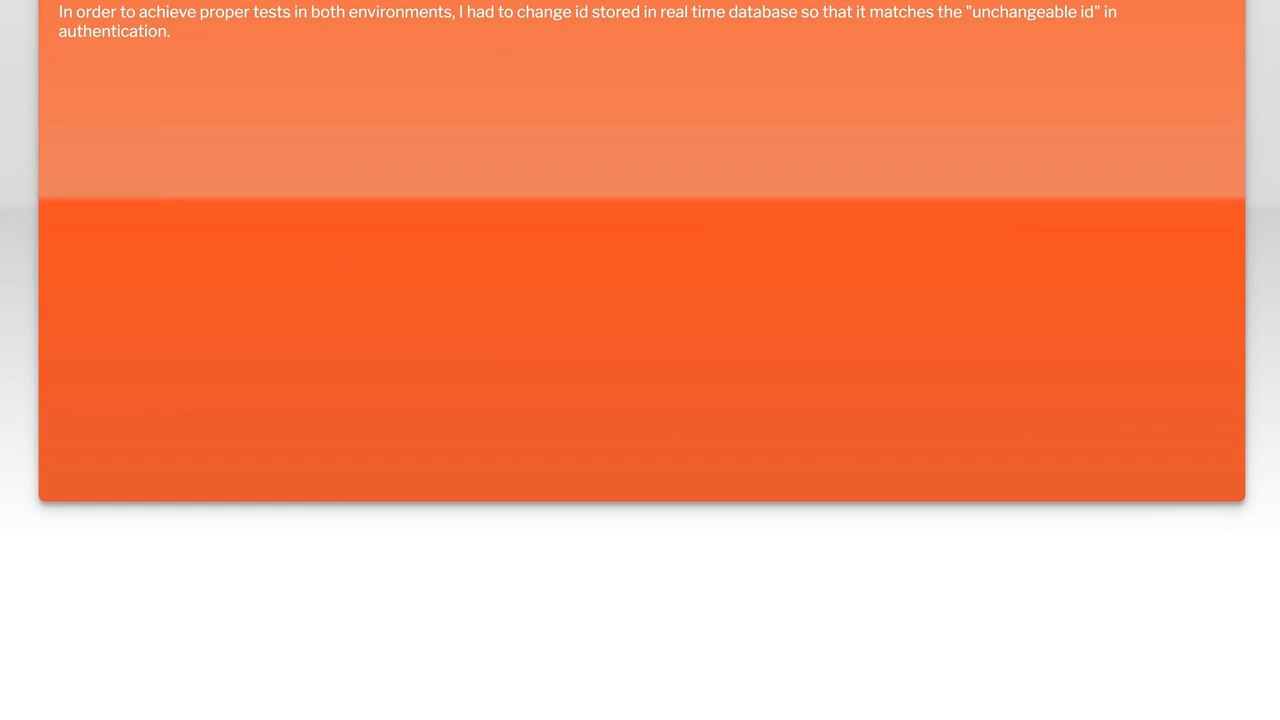 In order to achieve proper tests in both environments, I had to change id stored in real time database so that it matches the "unchangeable id" in
authentication.